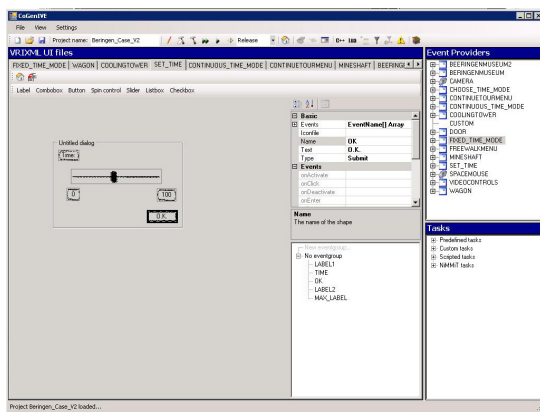 CoGenIVE
File View Settings
Project name: Beringen_Case_V2 Release
VRIXML UI files
FIXED_TIME_MODE WAGON COOLINGTOWER SET_TIME CONTINUOUS_TIME_MODE CONTINUETOURMENU MINESHAFT
Label Combobox Button Spin control Slider Listbox Checkbox
Untitled dialog
Time:
0 100
O.K.
Basic
Events EventName[] Array
Iconfile
Name OK
Text O.K.
Type Submit
Events
onActivate
onClick
onDeactivate
onEnter
Name
The name of the shape
New eventgroup...
No eventgroup
LABEL1
TIME
OK
LABEL2
MAX_LABEL
Event Providers
BEERINGENMUSEUM2
BERINGENMUSEUM
CAMERA
CHOOSE_TIME_MODE
CONTINUETOURMENU
COOLINGTOWER
CUSTOM
DOOR
FIXED_TIME_MODE
FREEWALKMENU
MINESHAFT
SET_TIME
SPACEMOUSE
VIDEOCONTROLS
WAGON
Tasks
Predefined tasks
Custom tasks
Scripted tasks
NiMMiT tasks
Project Beringen_Case_V2 loaded...